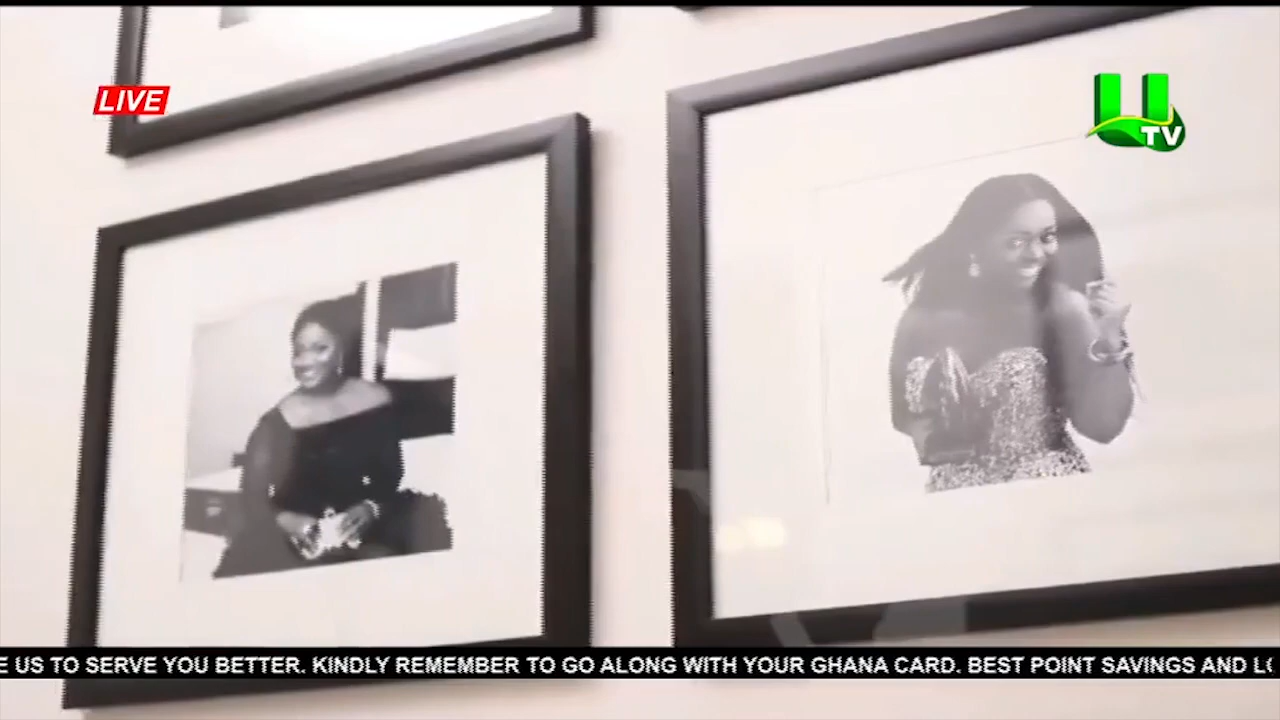 LIVE
U
TV
E US TO SERVE YOU BETTER. KINDLY REMEMBER TO GO ALONG WITH YOUR GHANA CARD. BEST POINT SAVINGS AND LO